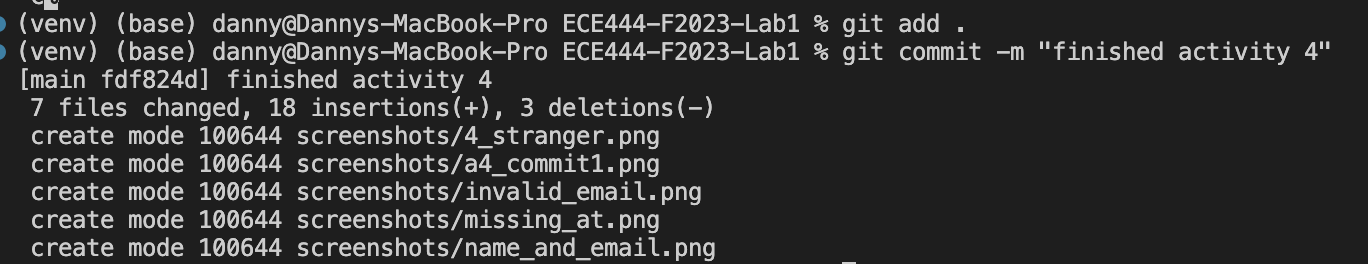 (venv) (base) danny@Dannys-MacBook-Pro ECE444-F2023-Lab1 % git add .
(venv) (base) danny@Dannys-MacBook-Pro ECE444-F2023-Lab1 % git commit -m "finished activity 4"
[main fdf824d] finished activity 4
7 files changed, 18 insertions(+), 3 deletions(-)
create mode 100644 screenshots/4_stranger.png
create mode 100644 screenshots/a4_commit1.png
create mode 100644 screenshots/invalid_email.png
create mode 100644 screenshots/missing_at.png
create mode 100644 screenshots/name_and_email.png